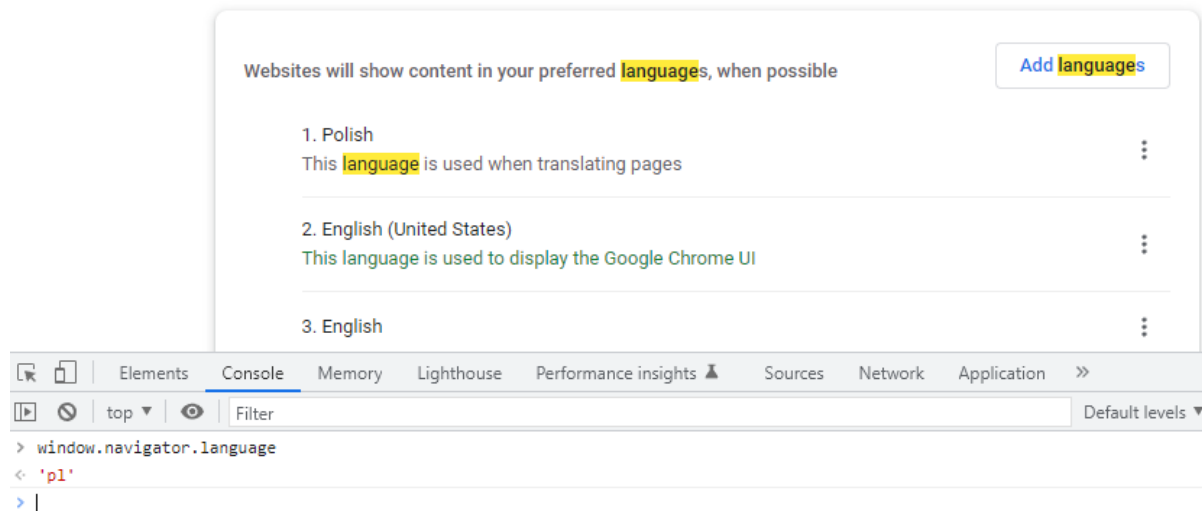 Websites will show content in your preferred languages, when possible
Add languages
1. Polish
This language is used when translating pages
2. English (United States)
This language is used to display the Google Chrome UI
3. English
Elements Console Memory Lighthouse Performance insights Sources Network Application »
top ▼ Filter Default levels ▼
> window.navigator.language
<· 'pl'
>